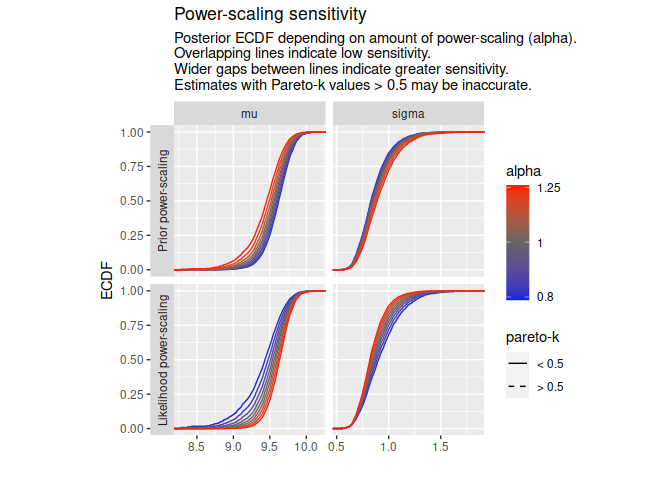 Power-scaling sensitivity
Posterior ECDF depending on amount of power-scaling (alpha).
Overlapping lines indicate low sensitivity.
Wider gaps between lines indicate greater sensitivity.
Estimates with Pareto-k values > 0.5 may be inaccurate.
mu
sigma
ECDF
Prior power-scaling
1.00
0.75
0.50
0.25
0.00
Likelihood power-scaling
1.00
0.75
0.50
0.25
0.00
8.5 9.0 9.5 10.0 0.5 1.0 1.5
alpha
1.25
1
0.8
pareto-k
< 0.5
> 0.5